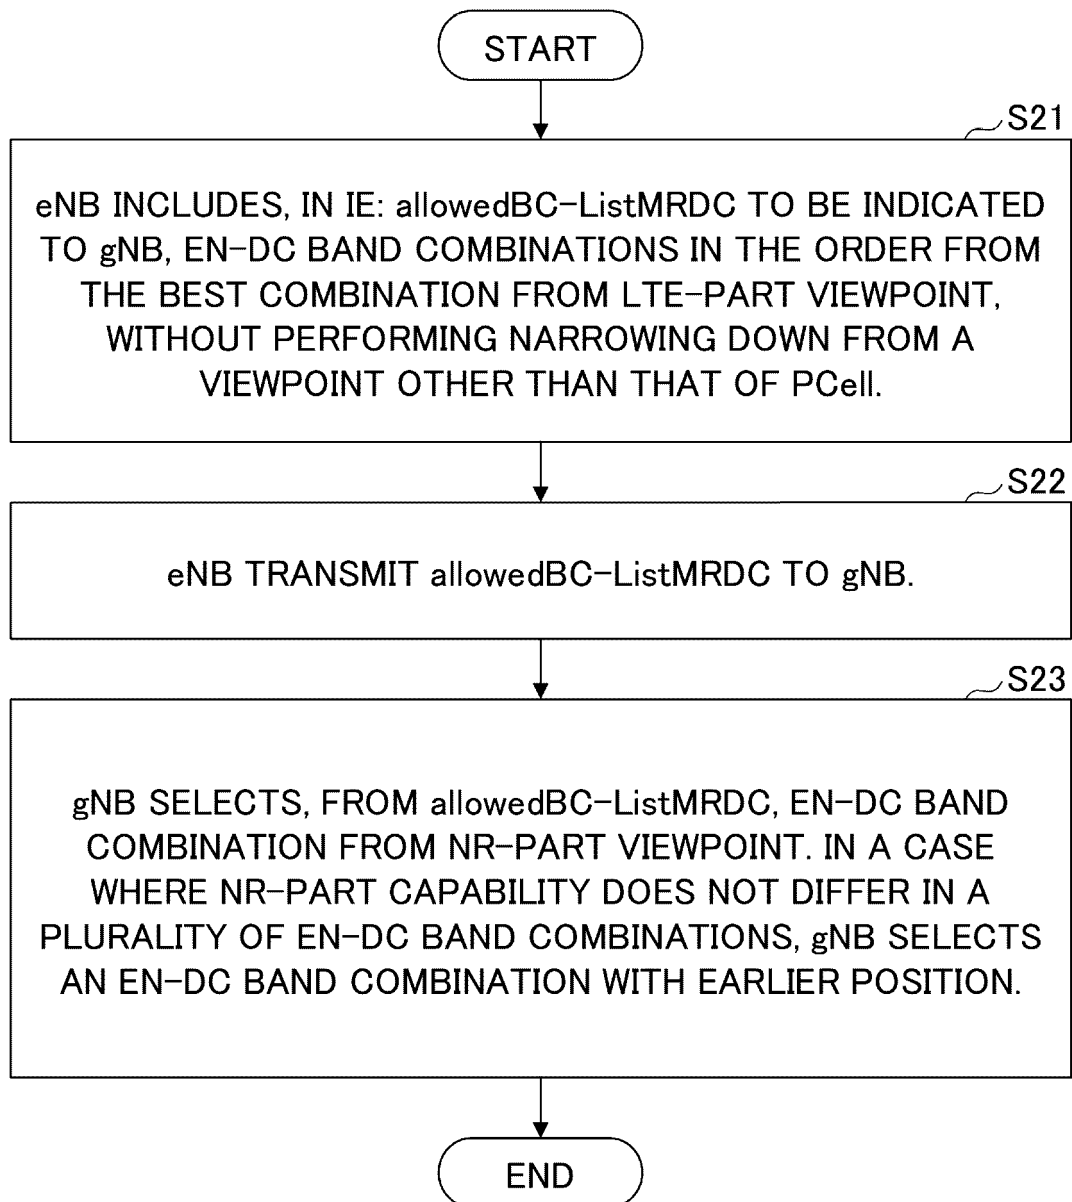 START
S21
eNB INCLUDES, IN IE: allowedBC-ListMRDC TO BE INDICATED
TO gNB, EN-DC BAND COMBINATIONS IN THE ORDER FROM
THE BEST COMBINATION FROM LTE-PART VIEWPOINT,
WITHOUT PERFORMING NARROWING DOWN FROM A
VIEWPOINT OTHER THAN THAT OF PCell.
S22
eNB TRANSMIT allowedBC-ListMRDC TO gNB.
S23
gNB SELECTS, FROM allowedBC-ListMRDC, EN-DC BAND
COMBINATION FROM NR-PART VIEWPOINT. IN A CASE
WHERE NR-PART CAPABILITY DOES NOT DIFFER IN A
PLURALITY OF EN-DC BAND COMBINATIONS, gNB SELECTS
AN EN-DC BAND COMBINATION WITH EARLIER POSITION.
END